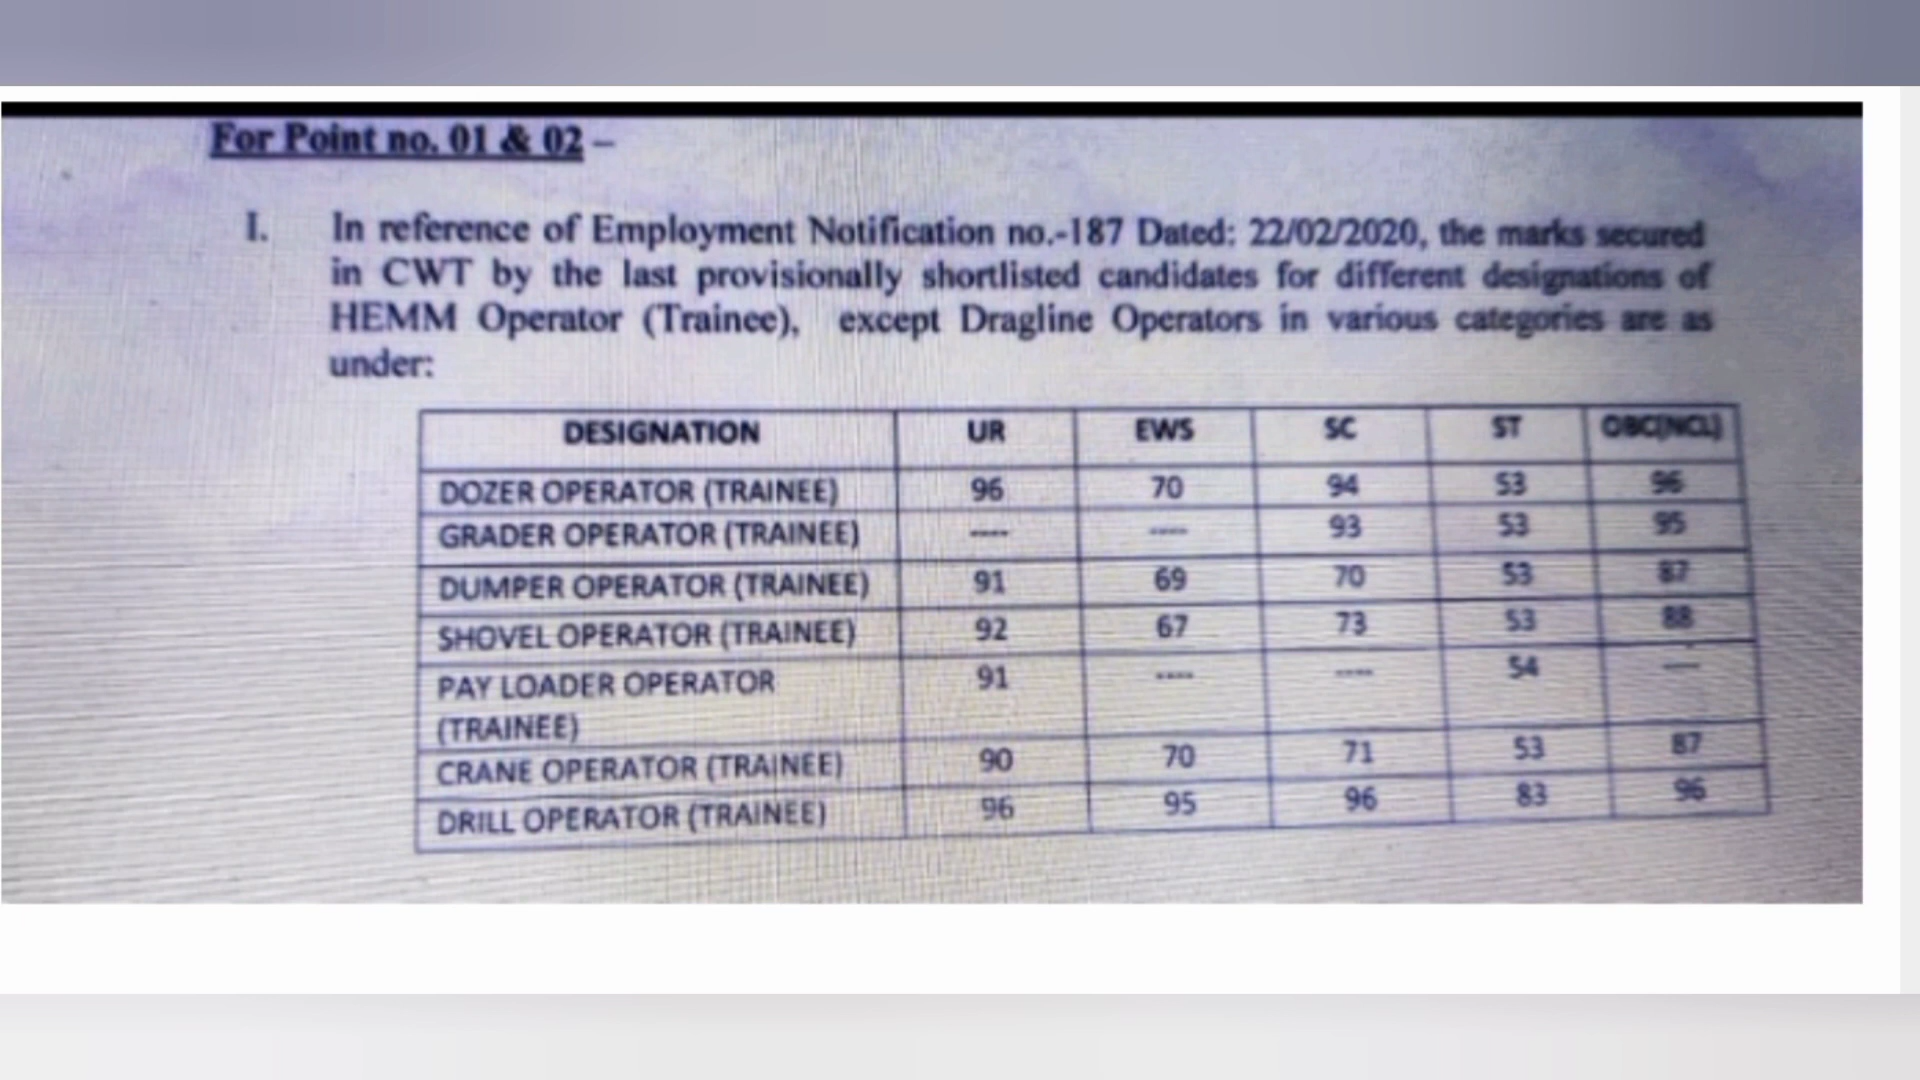 For Point no. 01 & 02 –
I. In reference of Employment Notification no.-187 Dated: 22/02/2020, the marks secured
in CWT by the last provisionally shortlisted candidates for different designations of
HEMM Operator (Trainee), except Dragline Operators in various categories are as
under:
DESIGNATION UR EWS SC ST OBC(NCL)
DOZER OPERATOR (TRAINEE) 96 70 94 53 96
GRADER OPERATOR (TRAINEE) ---- ---- 93 53 95
DUMPER OPERATOR (TRAINEE) 91 69 70 53 87
SHOVEL OPERATOR (TRAINEE) 92 67 73 53 88
PAY LOADER OPERATOR 91 ---- ---- 54 ----
(TRAINEE)
CRANE OPERATOR (TRAINEE) 90 70 71 53 87
DRILL OPERATOR (TRAINEE) 96 95 96 83 96